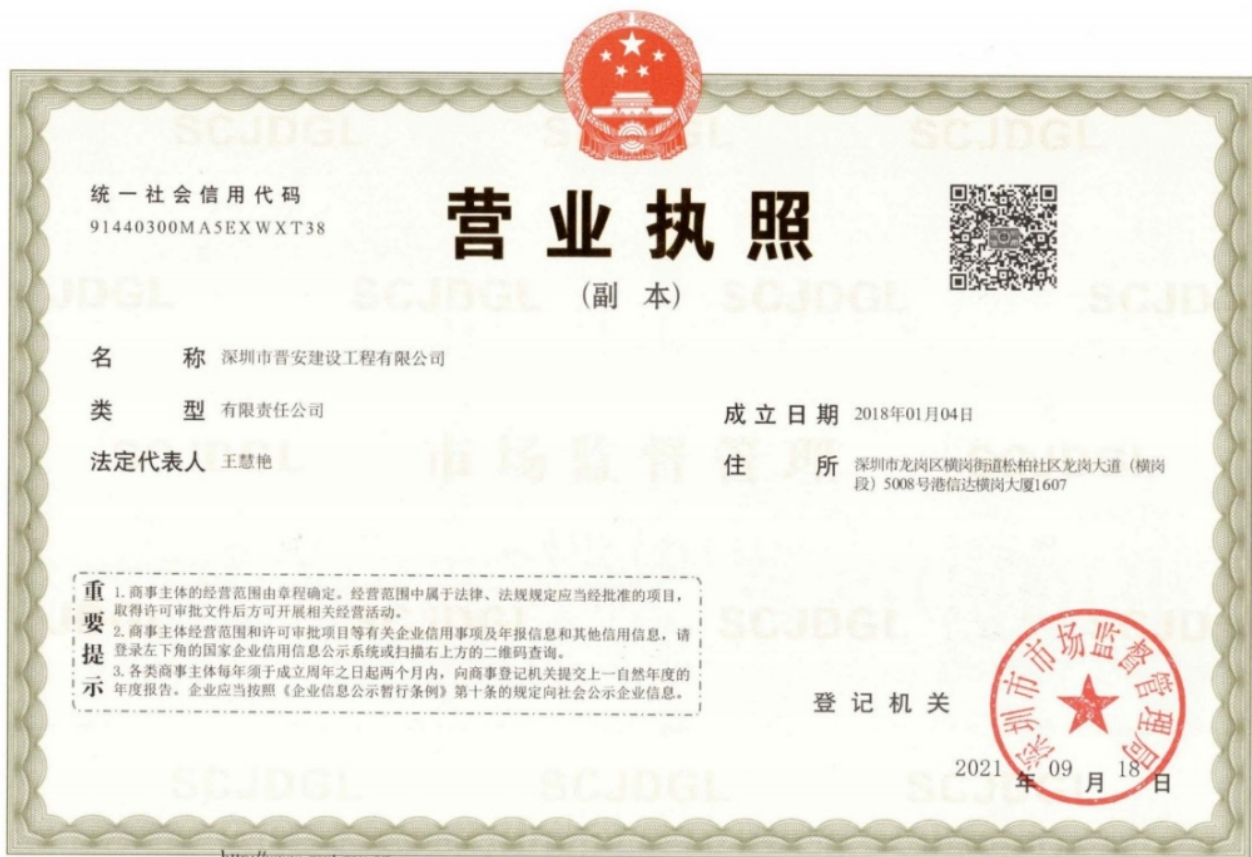 统一社会信用代码
91440300MA5EXWXT38
营业执照
(副 本)
名 称 深圳市晋安建设工程有限公司
类 型 有限责任公司
法定代表人 王慧艳
成立日期 2018年01月04日
住 所 深圳市龙岗区横岗街道松柏社区龙岗大道（横岗
段）5008号港信达横岗大厦1607
重要提示
1. 商事主体的经营范围由章程确定。经营范围中属于法律、法规规定应当经批准的项目，
取得许可审批文件后方可开展相关经营活动。
2. 商事主体经营范围和许可审批项目等有关企业信用事项及年报信息和其他信用信息，请
登录左下角的国家企业信用信息公示系统或扫描右上方的二维码查询。
3. 各类商事主体每年须于成立周年之日起两个月内，向商事登记机关提交上一自然年度的
年度报告。企业应当按照《企业信息公示暂行条例》第十条的规定向社会公示企业信息。
登记机关
深圳市市场监督管理局
2021 年 09 月 18 日
SCJDGL
市场监督管理